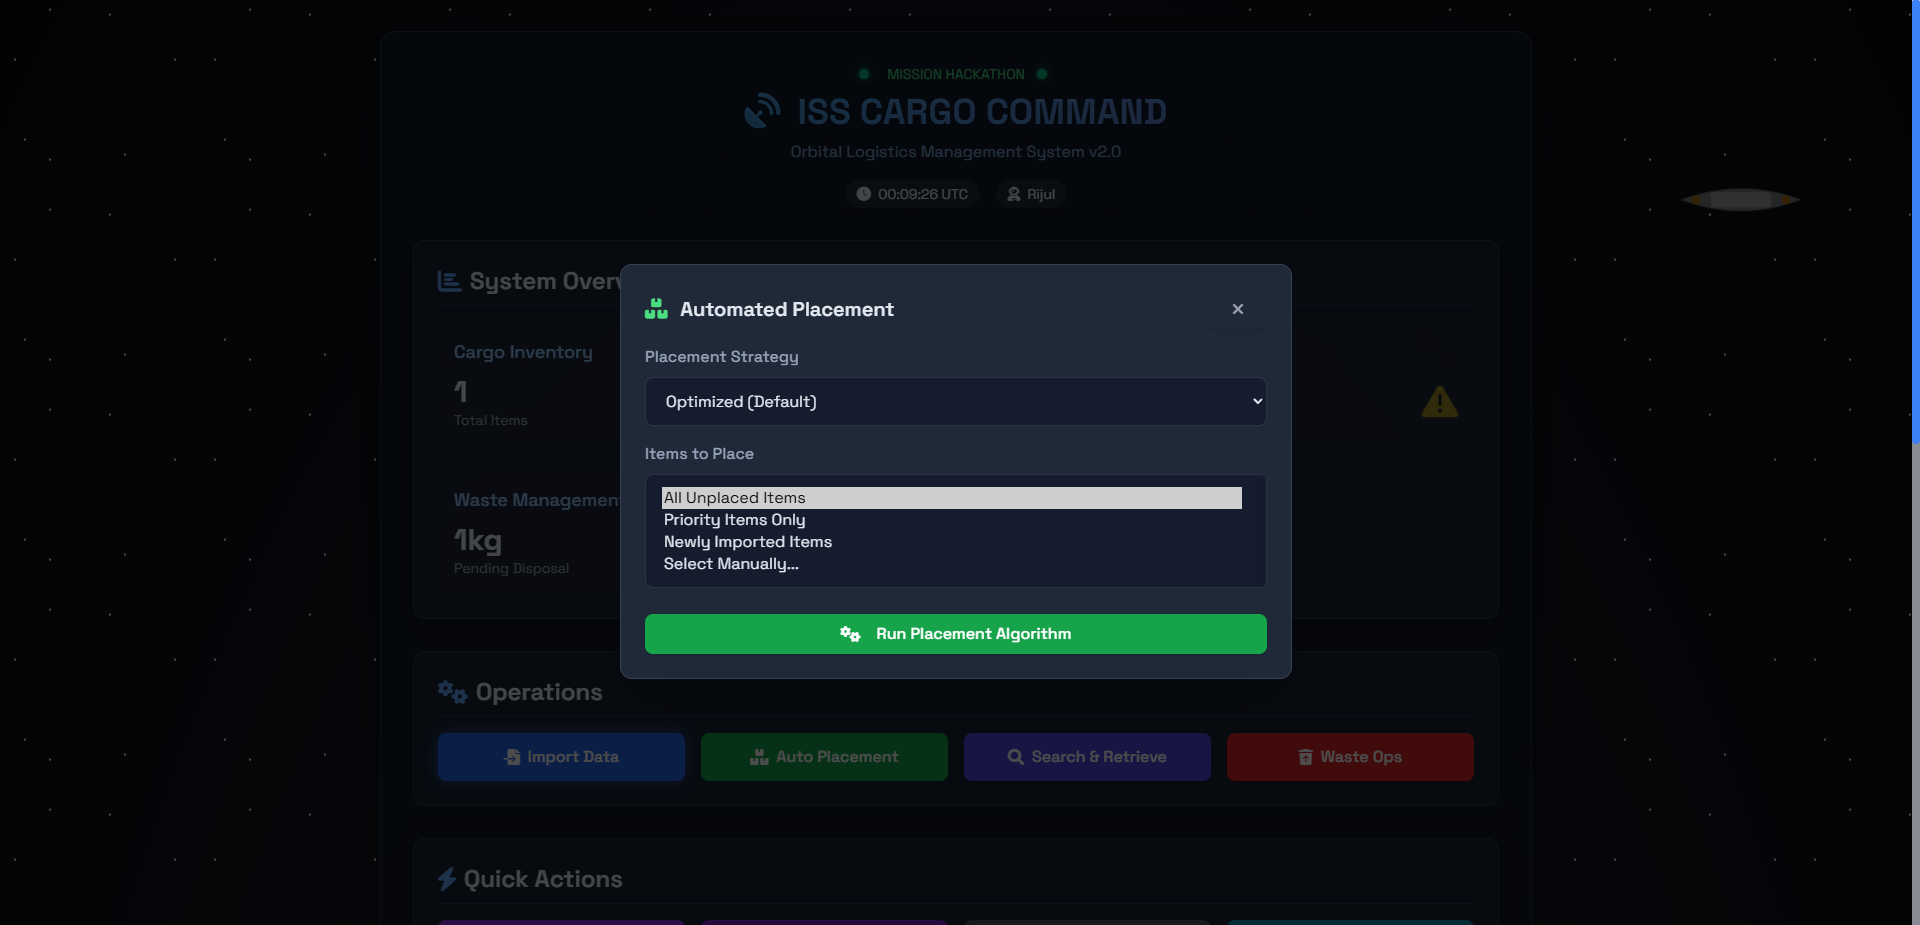 MISSION HACKATHON
ISS CARGO COMMAND
Orbital Logistics Management System v2.0
00:09:26 UTC
Rijul
System Overv
Cargo Inventory
1
Total Items
Waste Management
1kg
Pending Disposal
Automated Placement
Placement Strategy
Optimized (Default)
Items to Place
All Unplaced Items
Priority Items Only
Newly Imported Items
Select Manually...
Run Placement Algorithm
Operations
Import Data
Auto Placement
Search & Retrieve
Waste Ops
Quick Actions